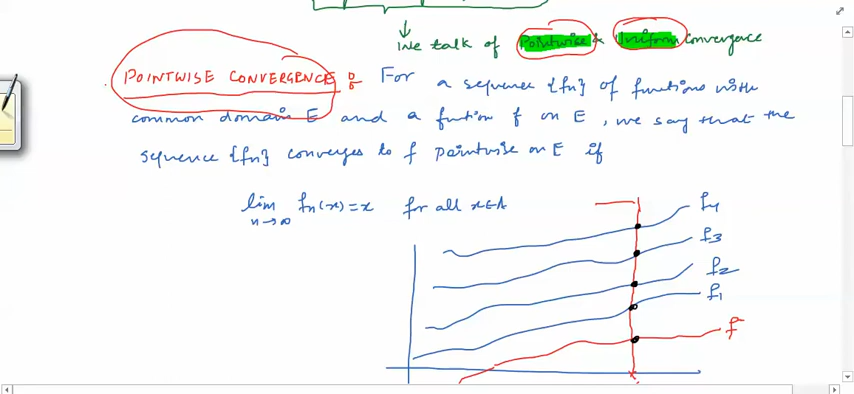 We talk of Pointwise & Uniform Convergence
POINTWISE CONVERGENCE : For a sequence {fn} of functions with
common domain E and a funtion f on E, we say that the
sequence {fn} converges to f pointwise on E if
lim n→∞ fn(x)=x for all x∈A
f4
f3
f2
f1
f
x